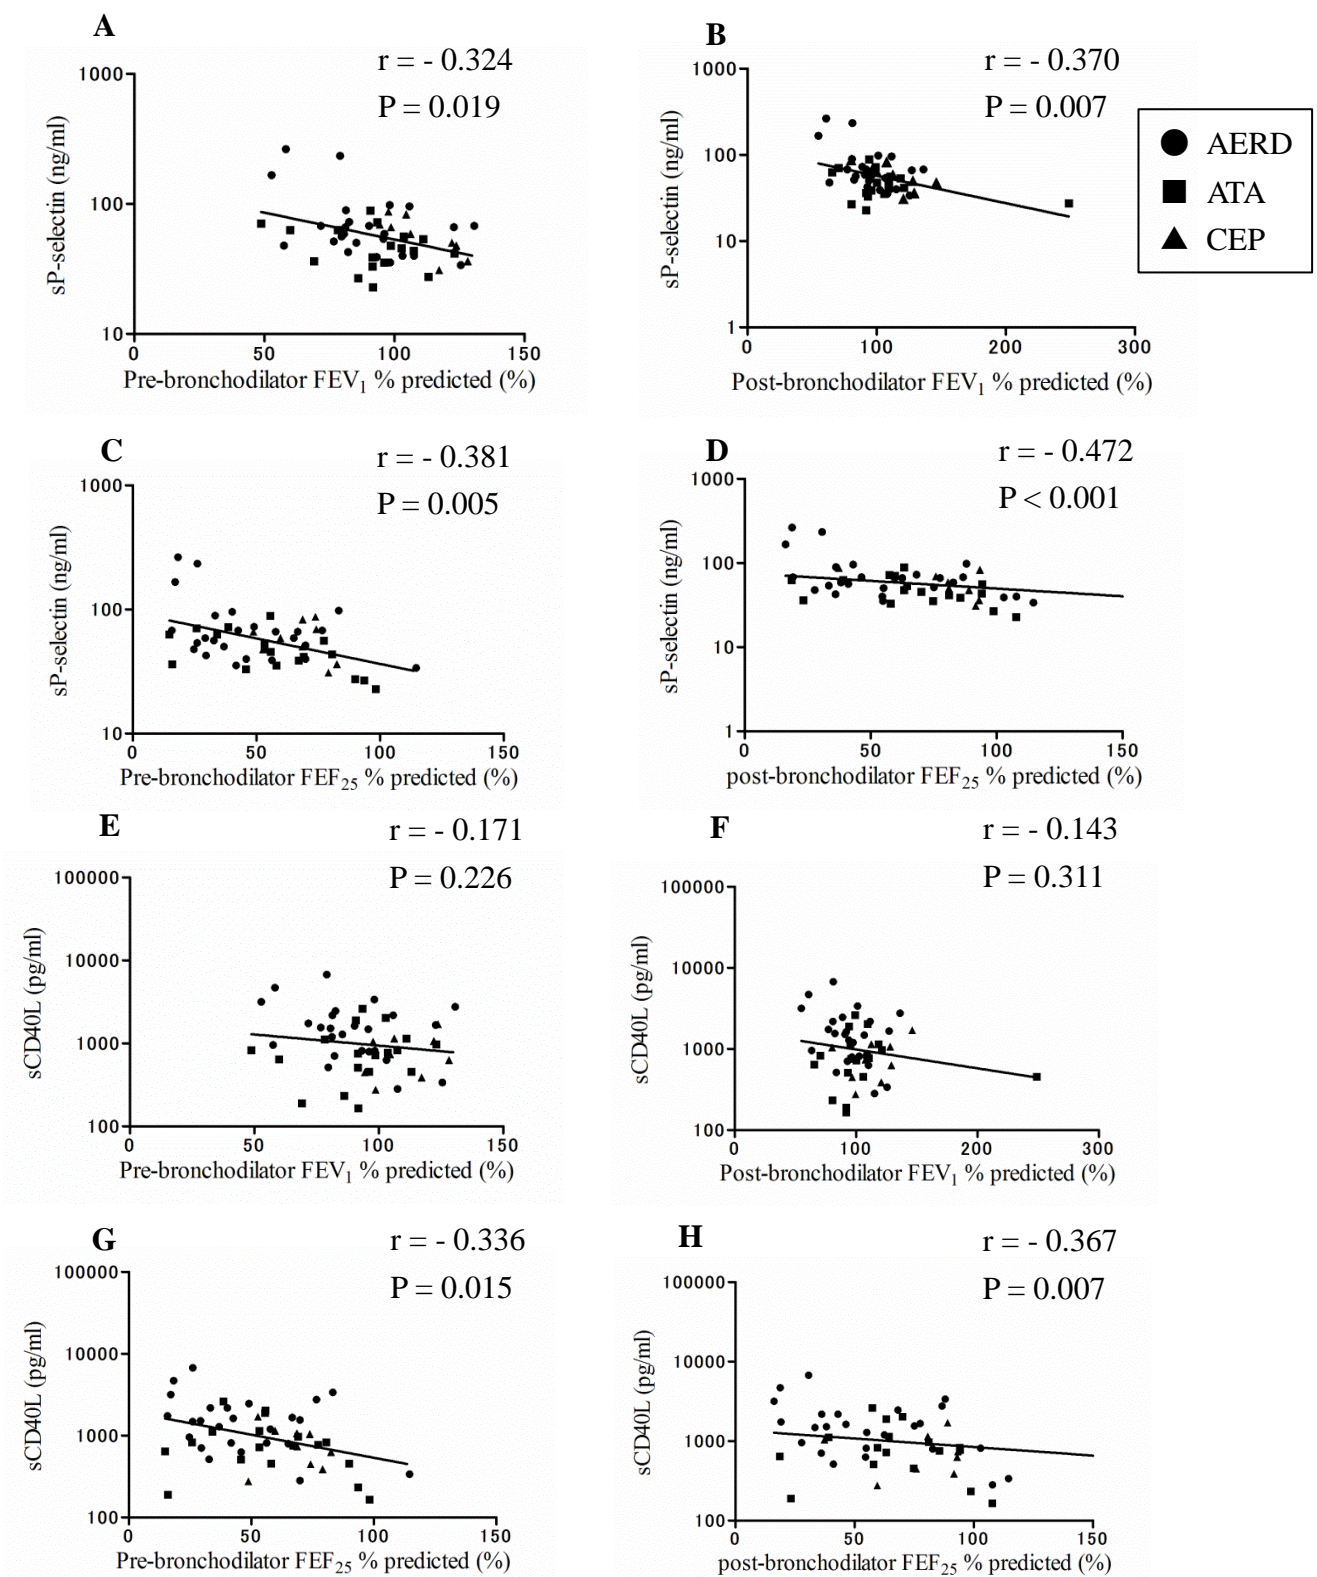 A
r = - 0.324
P = 0.019
1000
100
10
0 50 100 150
sP-selectin (ng/ml)
Pre-bronchodilator FEV1 % predicted (%)
B
r = - 0.370
P = 0.007
1000
100
10
1
0 100 200 300
sP-selectin (ng/ml)
Post-bronchodilator FEV1 % predicted (%)
AERD
ATA
CEP
C
r = - 0.381
P = 0.005
1000
100
10
0 50 100 150
sP-selectin (ng/ml)
Pre-bronchodilator FEF25 % predicted (%)
D
r = - 0.472
P < 0.001
1000
100
10
1
0 50 100 150
sP-selectin (ng/ml)
post-bronchodilator FEF25 % predicted (%)
E
r = - 0.171
P = 0.226
100000
10000
1000
100
0 50 100 150
sCD40L (pg/ml)
Pre-bronchodilator FEV1 % predicted (%)
F
r = - 0.143
P = 0.311
100000
10000
1000
100
0 100 200 300
sCD40L (pg/ml)
Post-bronchodilator FEV1 % predicted (%)
G
r = - 0.336
P = 0.015
100000
10000
1000
100
0 50 100 150
sCD40L (pg/ml)
Pre-bronchodilator FEF25 % predicted (%)
H
r = - 0.367
P = 0.007
100000
10000
1000
100
0 50 100 150
sCD40L (pg/ml)
post-bronchodilator FEF25 % predicted (%)